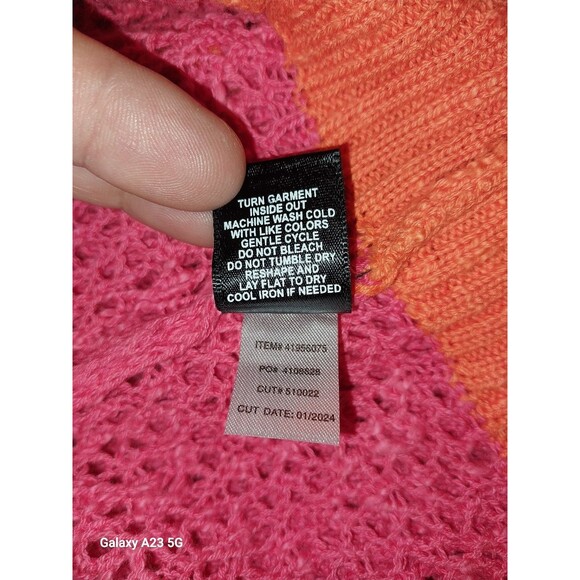 TURN GARMENT
INSIDE OUT
MACHINE WASH COLD
WITH LIKE COLORS
GENTLE CYCLE
DO NOT BLEACH
DO NOT TUMBLE DRY
RESHAPE AND
LAY FLAT TO DRY
COOL IRON IF NEEDED
ITEM# 41956075
PO# 4108628
CUT# 510022
CUT DATE: 01/2024
Galaxy A23 5G